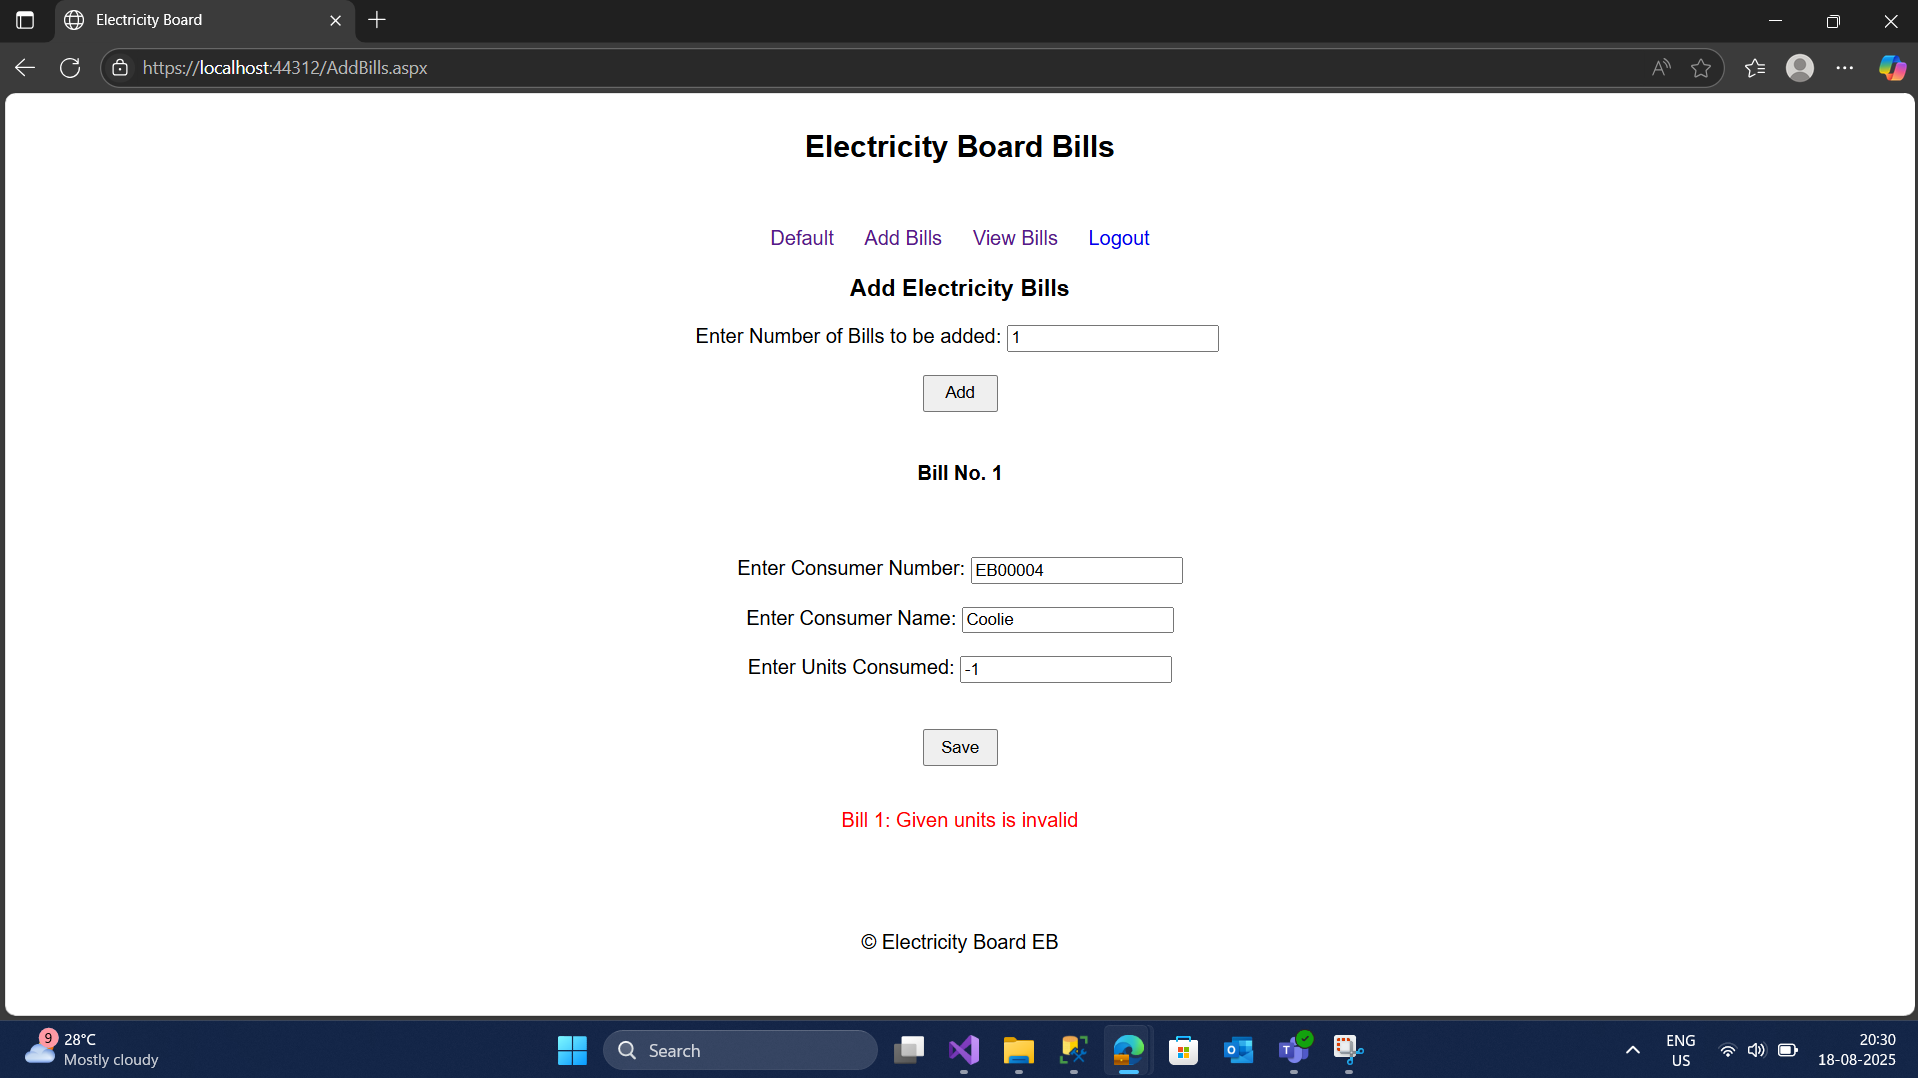 Electricity Board
https://localhost:44312/AddBills.aspx
Electricity Board Bills
Default Add Bills View Bills Logout
Add Electricity Bills
Enter Number of Bills to be added: 1
Add
Bill No. 1
Enter Consumer Number: EB00004
Enter Consumer Name: Coolie
Enter Units Consumed: -1
Save
Bill 1: Given units is invalid
© Electricity Board EB
9 28°C
Mostly cloudy
Search
ENG
US
20:30
18-08-2025